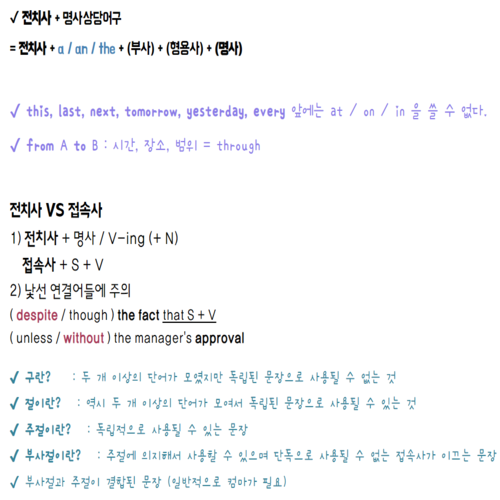 ✓ 전치사 + 명사상당어구
= 전치사 + a / an / the + (부사) + (형용사) + (명사)
✓ this, last, next, tomorrow, yesterday, every 앞에는 at / on / in 을 쓸 수 없다.
✓ from A to B : 시간, 장소, 범위 = through
전치사 VS 접속사
1) 전치사 + 명사 / V-ing (+ N)
접속사 + S + V
2) 낯선 연결어들에 주의
( despite / though ) the fact that S + V
( unless / without ) the manager's approval
✓ 구란? : 두 개 이상의 단어가 모였지만 독립된 문장으로 사용될 수 없는 것
✓ 절이란? : 역시 두 개 이상의 단어가 모여서 독립된 문장으로 사용될 수 있는 것
✓ 주절이란? : 독립적으로 사용될 수 있는 문장
✓ 부사절이란? : 주절에 의지해서 사용할 수 있으며 단독으로 사용될 수 없는 접속사가 이끄는 문장
✓ 부사절과 주절이 결합된 문장 (일반적으로 컴마가 필요)